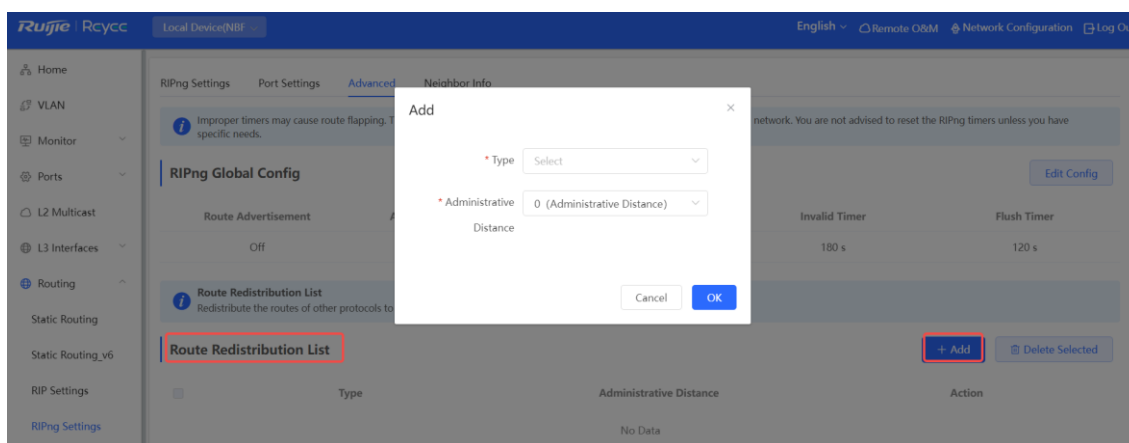 Ruijie | Rcycc
Local Device(NBF
English
Remote O&M
Network Configuration
Log Ou
Home
VLAN
Monitor
Ports
L2 Multicast
L3 Interfaces
Routing
Static Routing
Static Routing_v6
RIP Settings
RIPng Settings
RIPng Settings
Port Settings
Advanced
Neighbor Info
Improper timers may cause route flapping. T
network. You are not advised to reset the RIPng timers unless you have
specific needs.
RIPng Global Config
Edit Config
Route Advertisement
A
Invalid Timer
Flush Timer
Off
180 s
120 s
Route Redistribution List
Redistribute the routes of other protocols to
Add
* Type
Select
* Administrative
Distance
0 (Administrative Distance)
Cancel
OK
Route Redistribution List
+ Add
Delete Selected
Type
Administrative Distance
Action
No Data